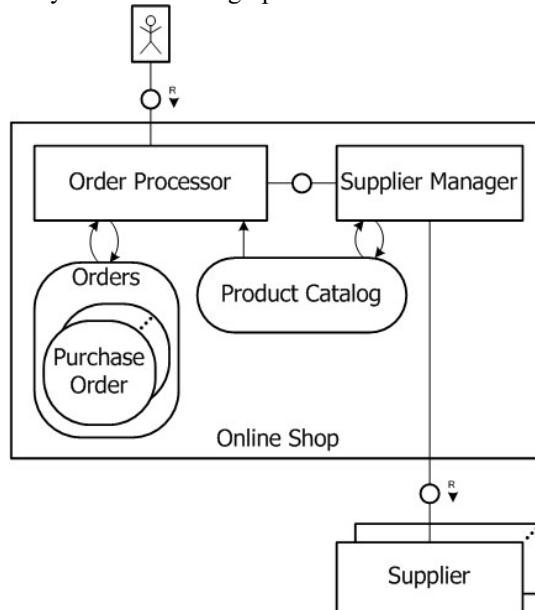 R
Order Processor
Supplier Manager
Orders
Product Catalog
Purchase
Order
Online Shop
R
Supplier